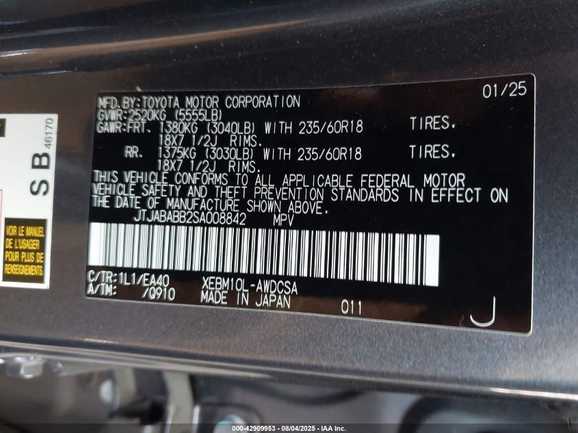 MFD. BY: TOYOTA MOTOR CORPORATION 01/25
GVWR: 2520KG (5555LB)
GAWR: FRT. 1380KG (3040LB) WITH 235/60R18 TIRES,
18X7 1/2J RIMS.
RR. 1375KG (3030LB) WITH 235/60R18 TIRES,
18X7 1/2J RIMS.
THIS VEHICLE CONFORMS TO ALL APPLICABLE FEDERAL MOTOR
VEHICLE SAFETY AND THEFT PREVENTION STANDARDS IN EFFECT ON
THE DATE OF MANUFACTURE SHOWN ABOVE.
JTJABABB2SA008842 MPV
C/TR: 1L1/EA40 XEBM10L-AWDCSA
A/TM: /Q910 MADE IN JAPAN 011
J
SB 46170
VOIR LE MANUEL
DE L'USAGER
POUR PLUS DE
PRÉCISIONS
000-42909953 - 08/04/2025 - IAA Inc.